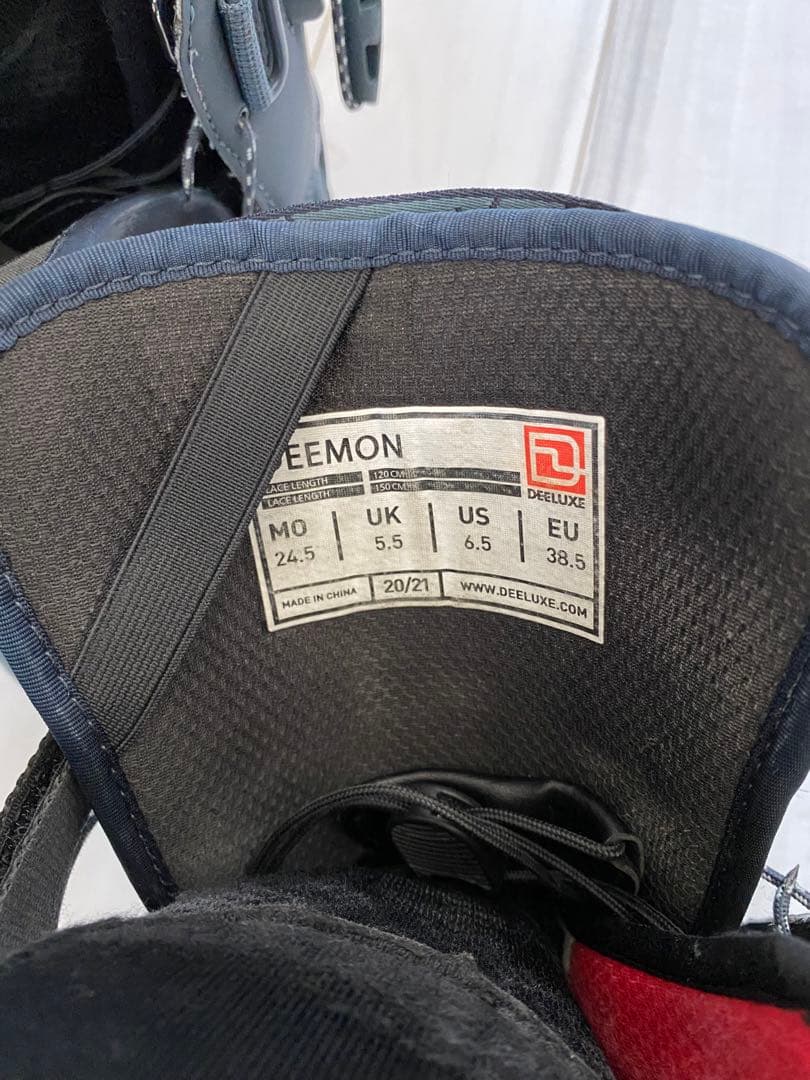 EEMON
LACE LENGTH 120 CM
LACE LENGTH 150 CM
DEELUXE
MO UK US EU
24.5 5.5 6.5 38.5
MADE IN CHINA 20/21 WWW.DEELUXE.COM